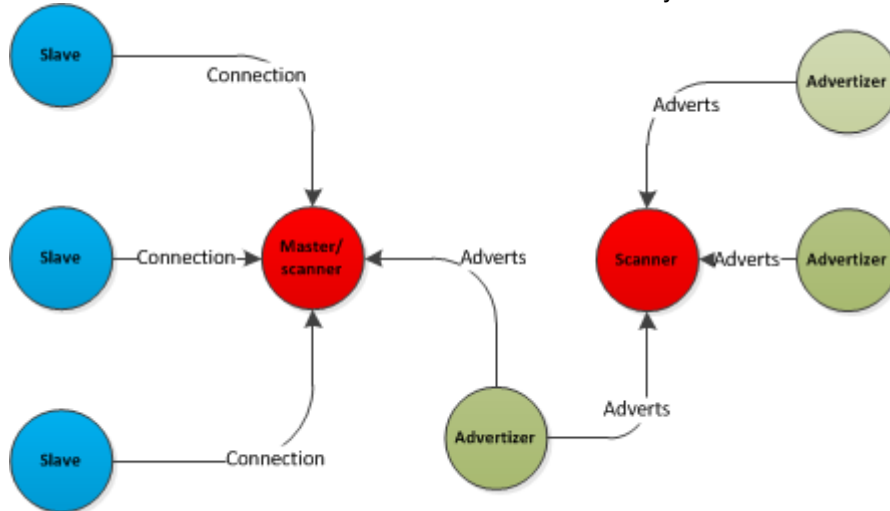 Slave
Connection
Advertizer
Adverts
Slave
Connection
Master/
scanner
Adverts
Scanner
Adverts
Advertizer
Adverts
Advertizer
Slave
Connection